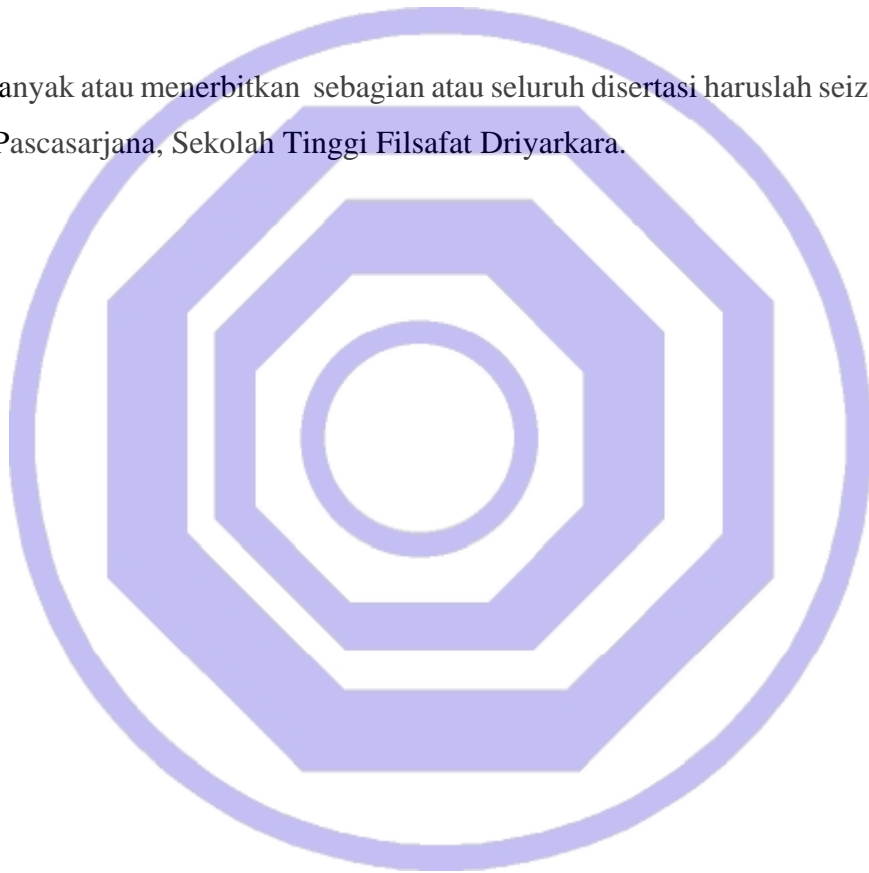 anyak atau menerbitkan sebagian atau seluruh disertasi haruslah seiz
Pascasarjana, Sekolah Tinggi Filsafat Driyarkara.